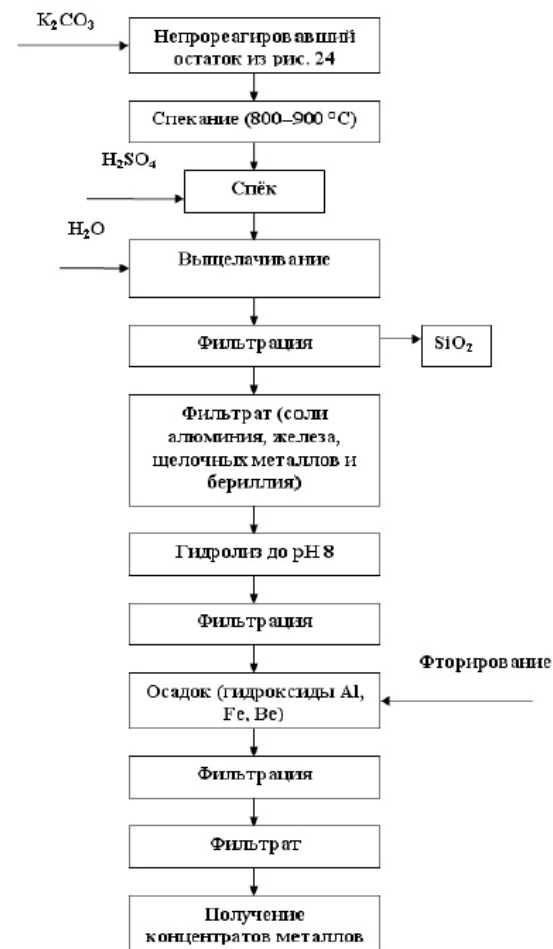 K₂CO₃
Непрореагировавший
остаток из рис. 24
Спекание (800–900 °C)
H₂SO₄
Спёк
H₂O
Выщелачивание
Фильтрация
SiO₂
Фильтрат (соли
алюминия, железа,
щелочных металлов и
бериллия)
Гидролиз до pH 8
Фильтрация
Фторирование
Осадок (гидроксиды Al,
Fe, Be)
Фильтрация
Фильтрат
Получение
концентратов металлов